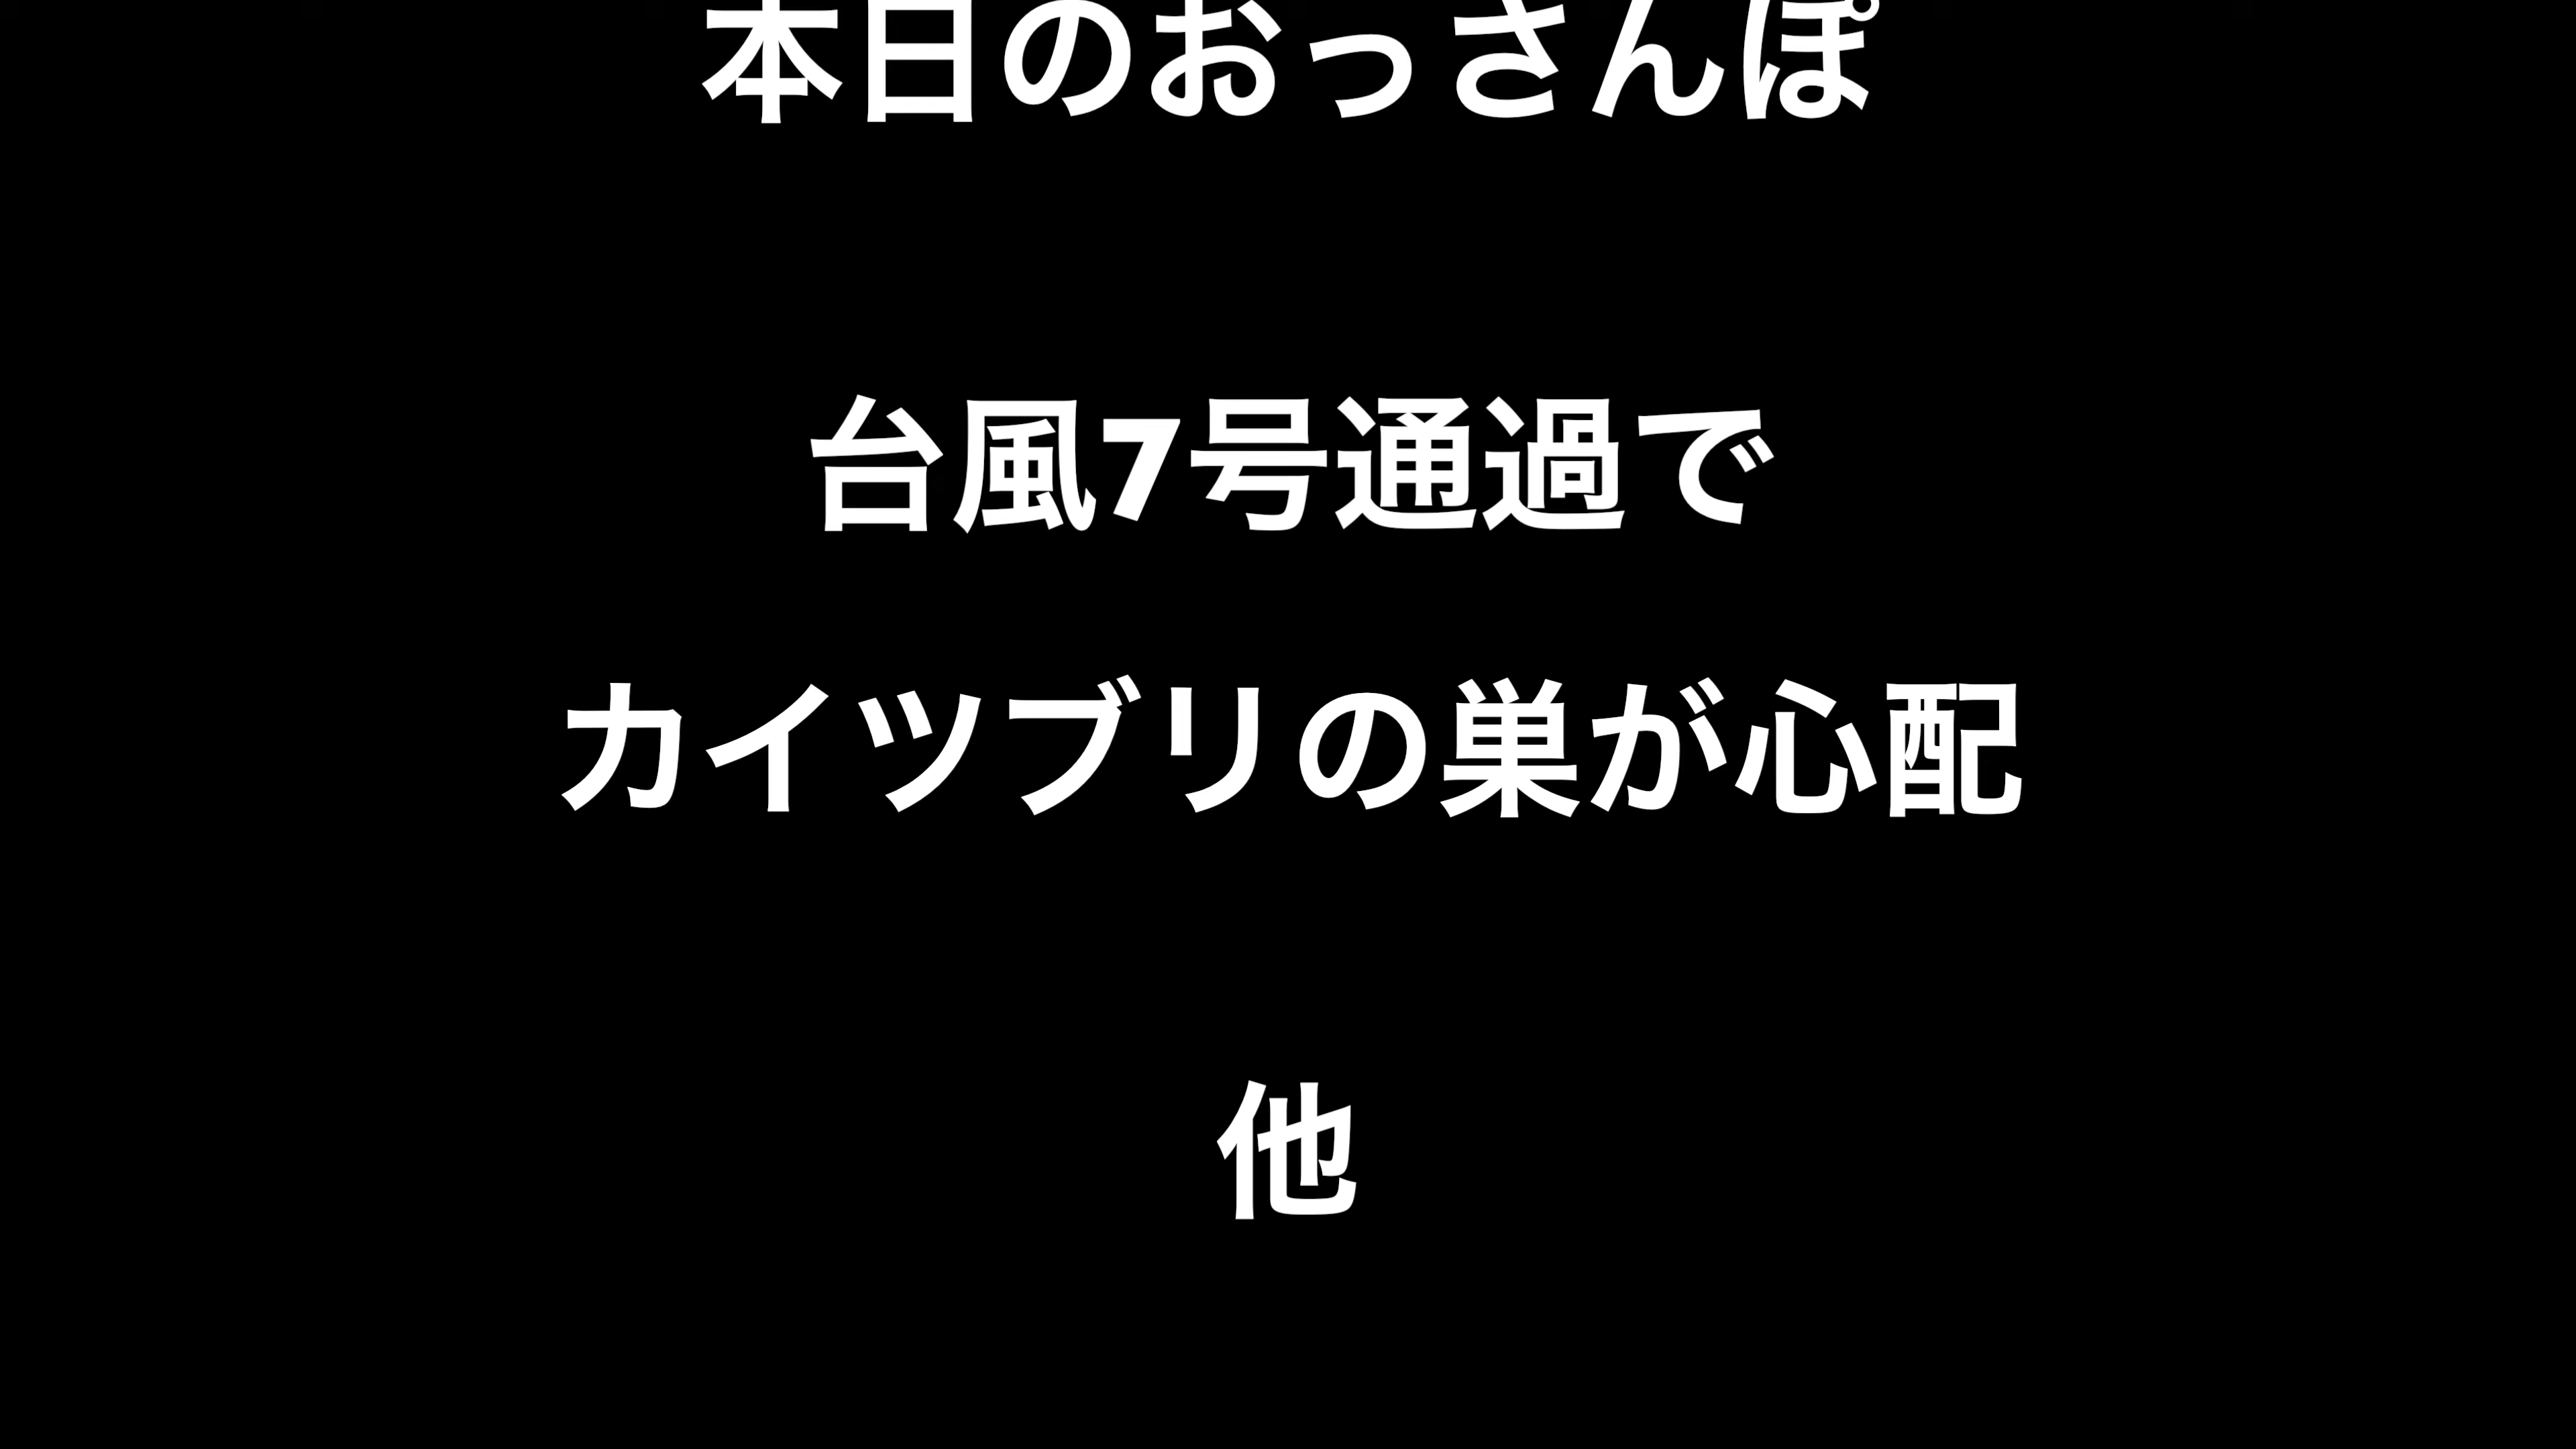 本日のおっさんぽ
台風7号通過で
カイツブリの巣が心配
他